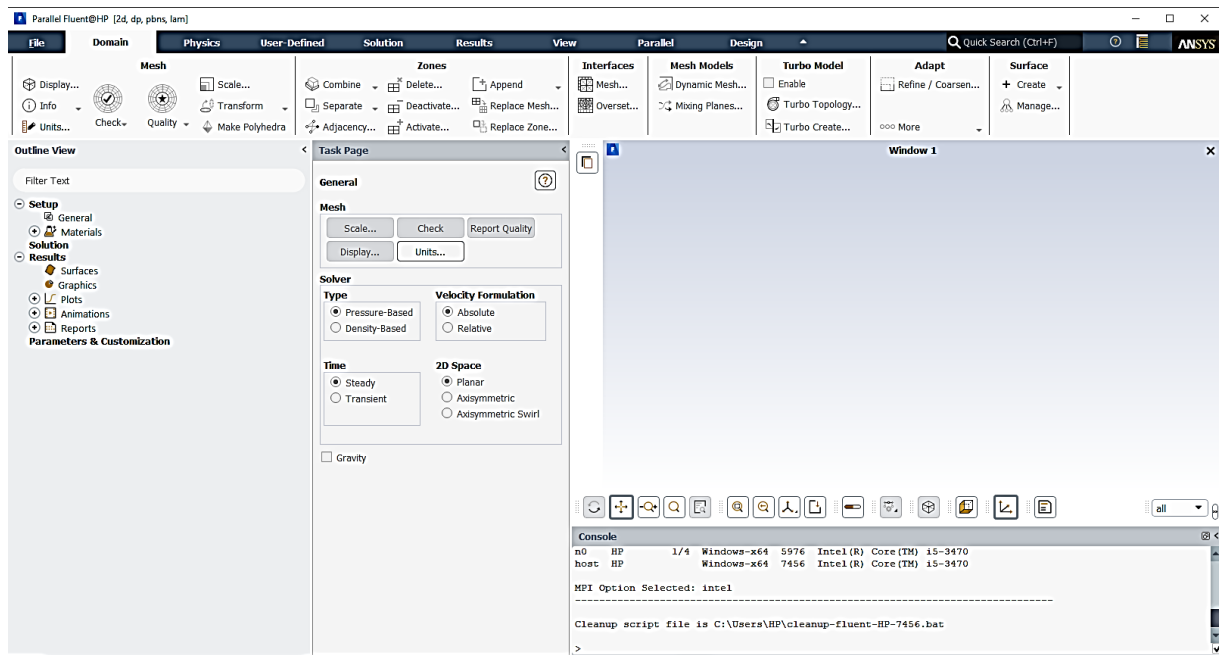 Parallel Fluent@HP [2d, dp, pbns, lam]
File Domain Physics User-Defined Solution Results View Parallel Design Quick Search (Ctrl+F) ANSYS
Mesh Zones Interfaces Mesh Models Turbo Model Adapt Surface
Display... Scale... Combine Delete... Append Mesh... Dynamic Mesh... Enable Refine / Coarsen... + Create
Info Transform Separate Deactivate... Replace Mesh... Overset... Mixing Planes... Turbo Topology... Manage...
Units... Check Quality Make Polyhedra Adjacency... Activate... Replace Zone... Turbo Create... More
Outline View
Task Page
Window 1
Filter Text
General
Setup
General
Materials
Solution
Results
Surfaces
Graphics
Plots
Animations
Reports
Parameters & Customization
Mesh
Scale... Check Report Quality
Display... Units...
Solver
Type Velocity Formulation
Pressure-Based Absolute
Density-Based Relative
Time 2D Space
Steady Planar
Transient Axisymmetric
Axisymmetric Swirl
Gravity
all
Console
n0 HP 1/4 Windows-x64 5976 Intel(R) Core(TM) i5-3470
host HP Windows-x64 7456 Intel(R) Core(TM) i5-3470
MPI Option Selected: intel
------------------------------------------------------------------------------
Cleanup script file is C:\Users\HP\cleanup-fluent-HP-7456.bat
>